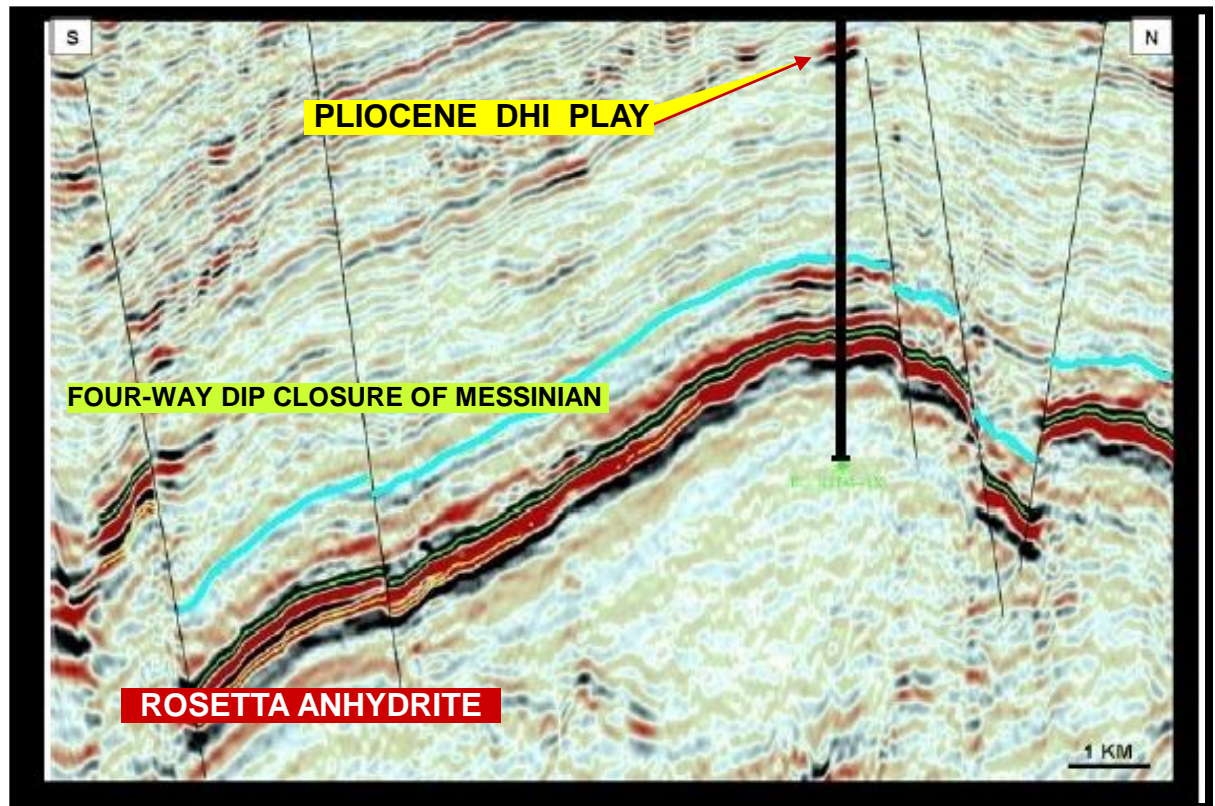 S
N
PLIOCENE DHI PLAY
FOUR-WAY DIP CLOSURE OF MESSINIAN
ROSETTA ANHYDRITE
1 KM